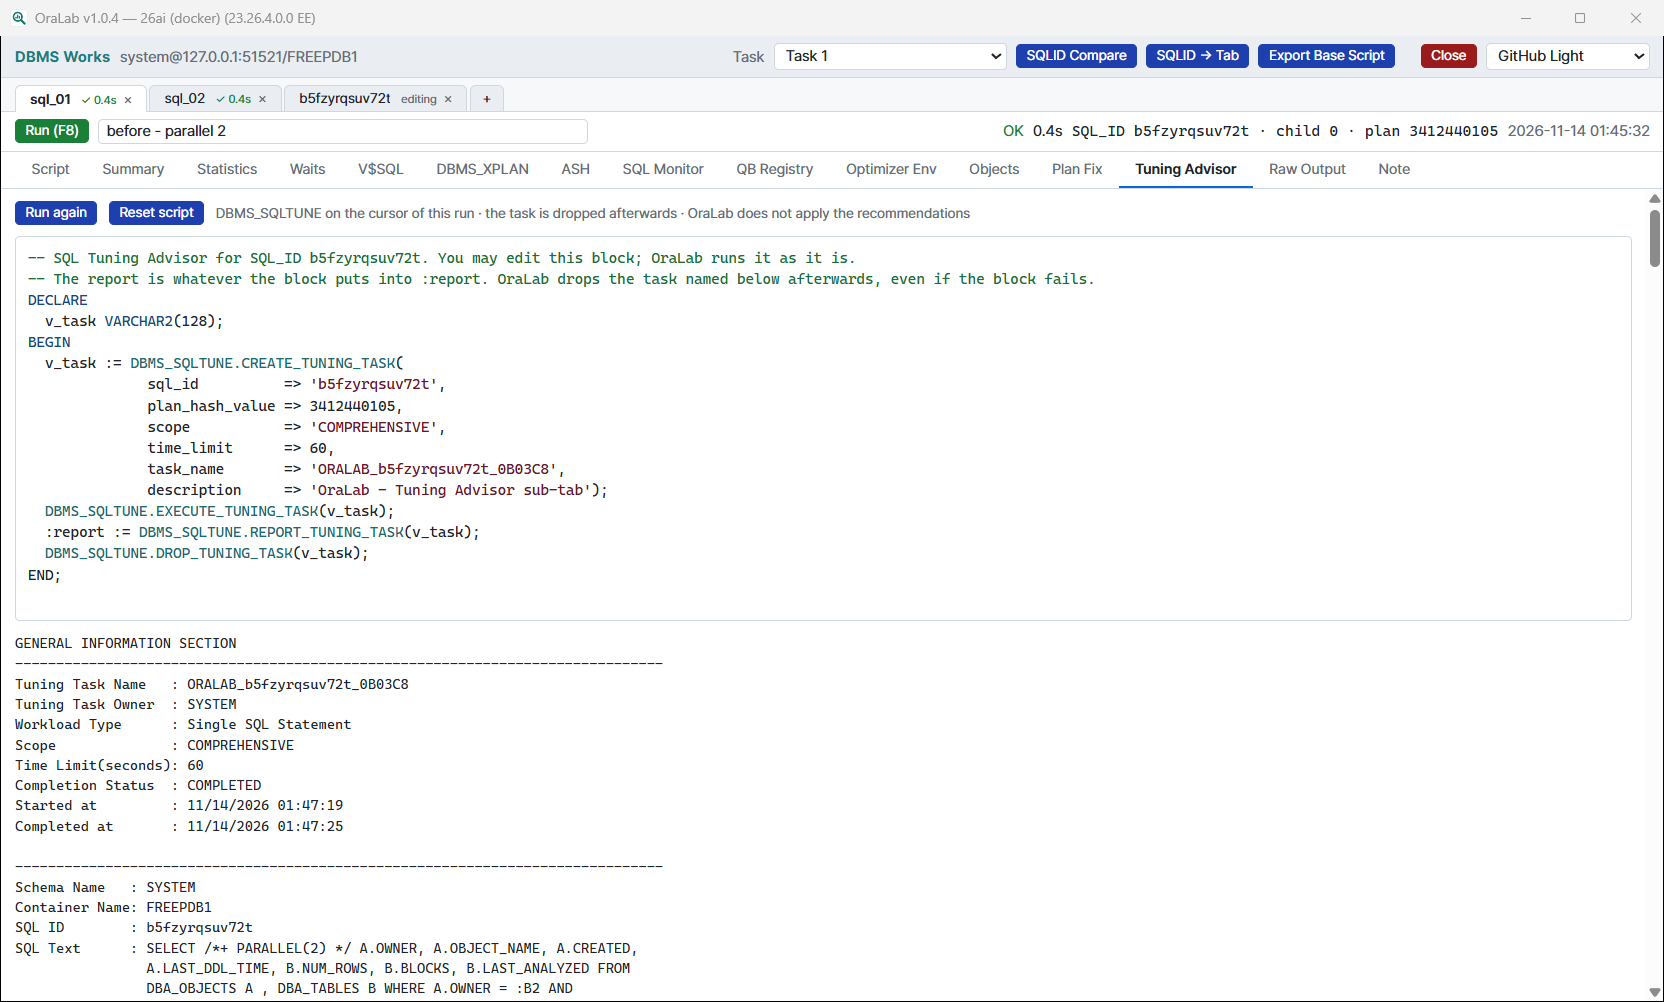 OraLab v1.0.4 — 26ai (docker) (23.26.4.0.0 EE)
DBMS Works system@127.0.0.1:51521/FREEPDB1 Task Task 1 SQLID Compare SQLID → Tab Export Base Script Close GitHub Light
sql_01 ✓ 0.4s × sql_02 ✓ 0.4s × b5fzyrqsuv72t editing × +
Run (F8) before - parallel 2 OK 0.4s SQL_ID b5fzyrqsuv72t · child 0 · plan 3412440105 2026-11-14 01:45:32
Script Summary Statistics Waits V$SQL DBMS_XPLAN ASH SQL Monitor QB Registry Optimizer Env Objects Plan Fix Tuning Advisor Raw Output Note
Run again Reset script DBMS_SQLTUNE on the cursor of this run · the task is dropped afterwards · OraLab does not apply the recommendations
-- SQL Tuning Advisor for SQL_ID b5fzyrqsuv72t. You may edit this block; OraLab runs it as it is.
-- The report is whatever the block puts into :report. OraLab drops the task named below afterwards, even if the block fails.
DECLARE
  v_task VARCHAR2(128);
BEGIN
  v_task := DBMS_SQLTUNE.CREATE_TUNING_TASK(
              sql_id          => 'b5fzyrqsuv72t',
              plan_hash_value => 3412440105,
              scope           => 'COMPREHENSIVE',
              time_limit      => 60,
              task_name       => 'ORALAB_b5fzyrqsuv72t_0B03C8',
              description     => 'OraLab - Tuning Advisor sub-tab');
  DBMS_SQLTUNE.EXECUTE_TUNING_TASK(v_task);
  :report := DBMS_SQLTUNE.REPORT_TUNING_TASK(v_task);
  DBMS_SQLTUNE.DROP_TUNING_TASK(v_task);
END;
GENERAL INFORMATION SECTION
-------------------------------------------------------------------------------
Tuning Task Name   : ORALAB_b5fzyrqsuv72t_0B03C8
Tuning Task Owner  : SYSTEM
Workload Type      : Single SQL Statement
Scope              : COMPREHENSIVE
Time Limit(seconds): 60
Completion Status  : COMPLETED
Started at         : 11/14/2026 01:47:19
Completed at       : 11/14/2026 01:47:25
-------------------------------------------------------------------------------
Schema Name   : SYSTEM
Container Name: FREEPDB1
SQL ID        : b5fzyrqsuv72t
SQL Text      : SELECT /*+ PARALLEL(2) */ A.OWNER, A.OBJECT_NAME, A.CREATED,
                A.LAST_DDL_TIME, B.NUM_ROWS, B.BLOCKS, B.LAST_ANALYZED FROM
                DBA_OBJECTS A , DBA_TABLES B WHERE A.OWNER = :B2 AND